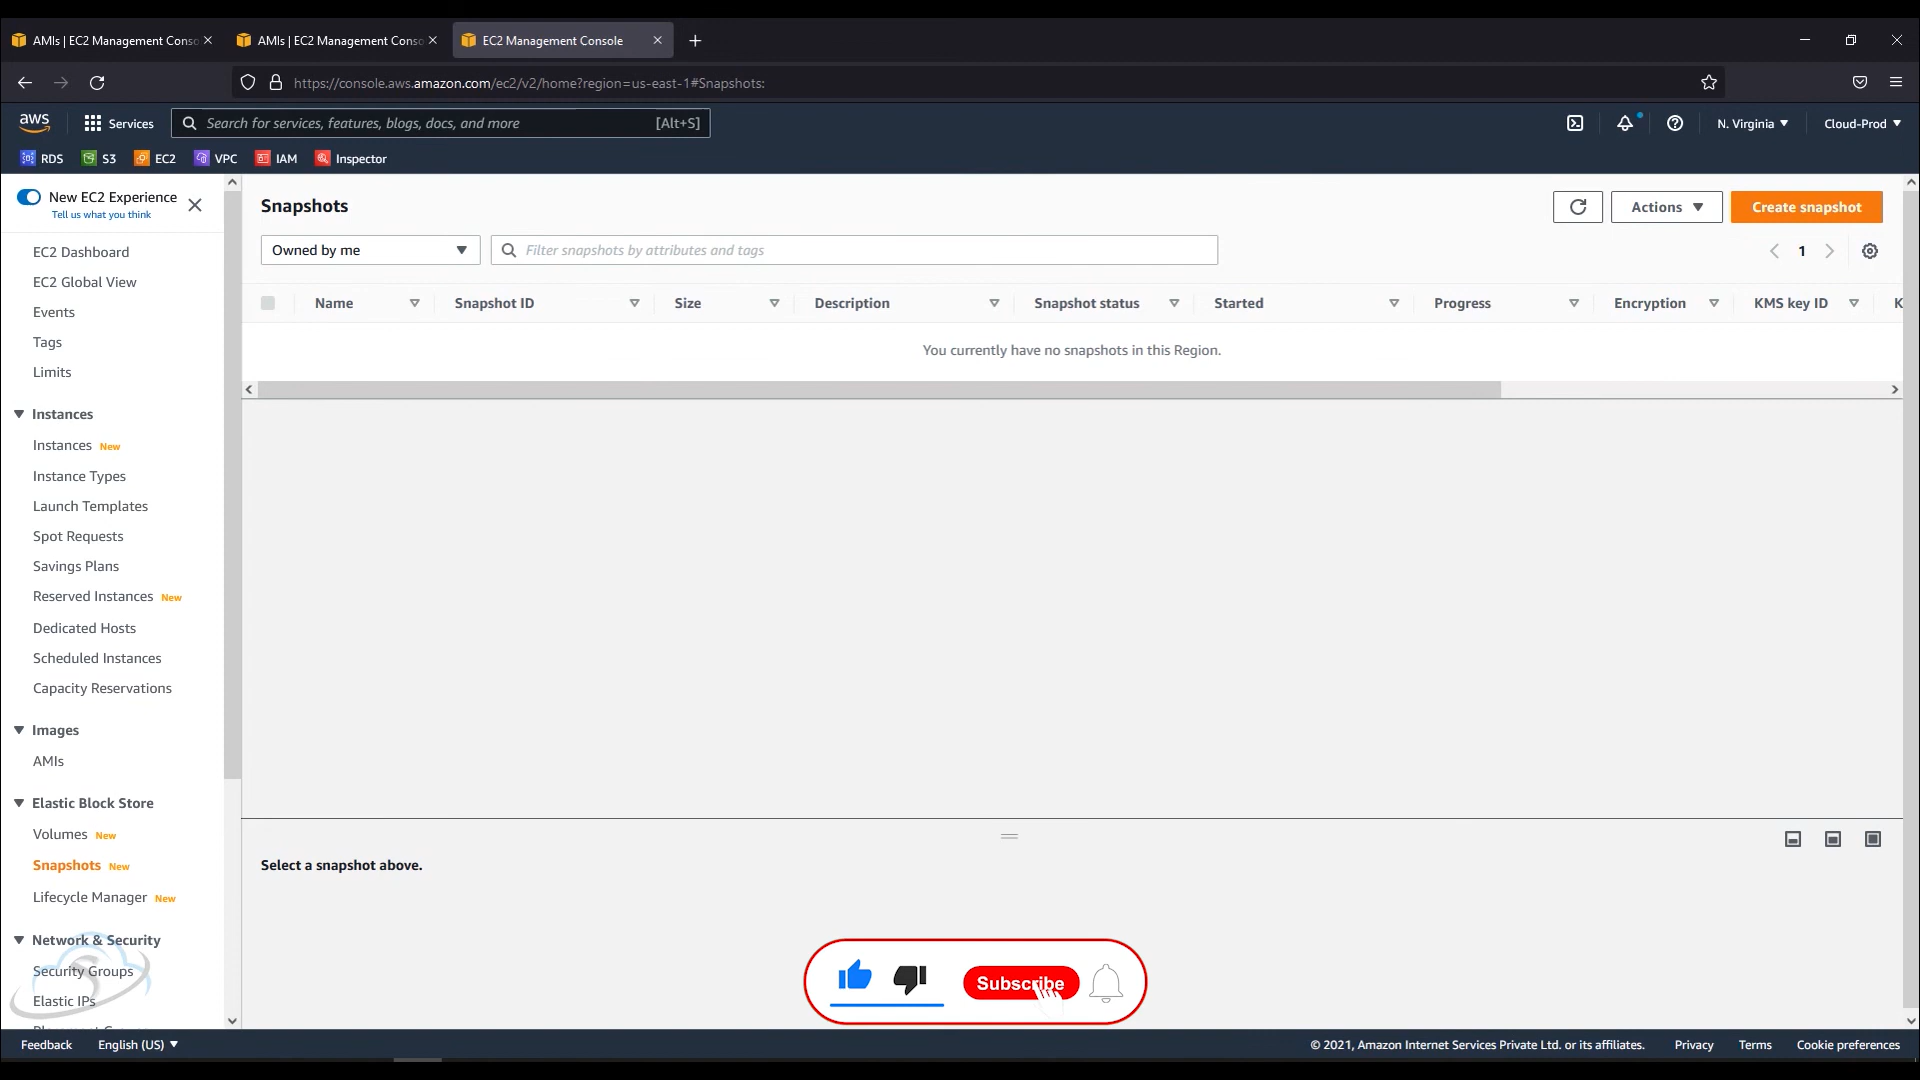 AMIs | EC2 Management Conso
AMIs | EC2 Management Conso
EC2 Management Console
https://console.aws.amazon.com/ec2/v2/home?region=us-east-1#Snapshots:
aws
Services
Search for services, features, blogs, docs, and more
[Alt+S]
N. Virginia
Cloud-Prod
RDS
S3
EC2
VPC
IAM
Inspector
New EC2 Experience
Tell us what you think
EC2 Dashboard
EC2 Global View
Events
Tags
Limits
Instances
Instances New
Instance Types
Launch Templates
Spot Requests
Savings Plans
Reserved Instances New
Dedicated Hosts
Scheduled Instances
Capacity Reservations
Images
AMIs
Elastic Block Store
Volumes New
Snapshots New
Lifecycle Manager New
Network & Security
Security Groups
Elastic IPs
Snapshots
Actions
Create snapshot
Owned by me
Filter snapshots by attributes and tags
1
Name
Snapshot ID
Size
Description
Snapshot status
Started
Progress
Encryption
KMS key ID
K
You currently have no snapshots in this Region.
Select a snapshot above.
Subscribe
Feedback
English (US)
© 2021, Amazon Internet Services Private Ltd. or its affiliates.
Privacy
Terms
Cookie preferences